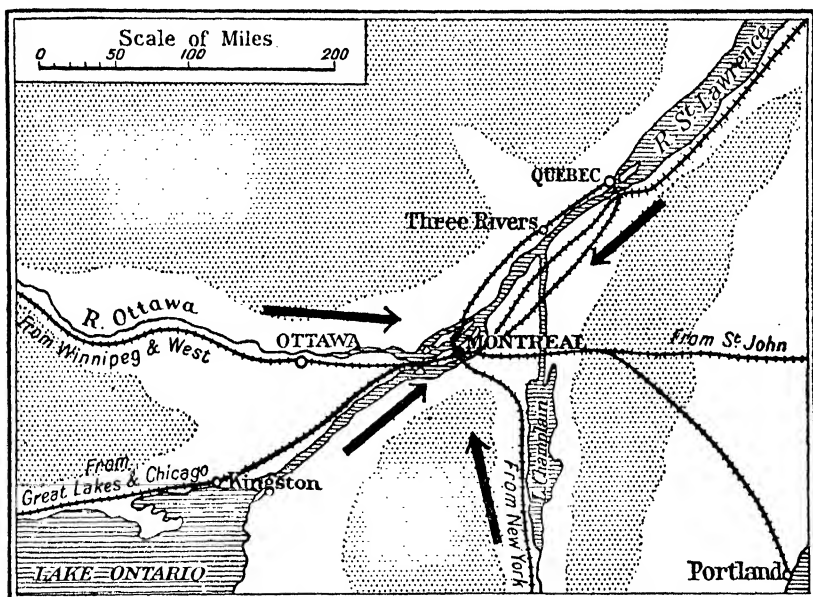 Scale of Miles
0 50 100 200
R. St. Lawrence
QUEBEC
Three Rivers
R. Ottawa
From Winnipeg & West
OTTAWA
MONTREAL
From St. John
From
Great Lakes & Chicago
Kingston
L. Champlain
From New York
LAKE ONTARIO
Portland